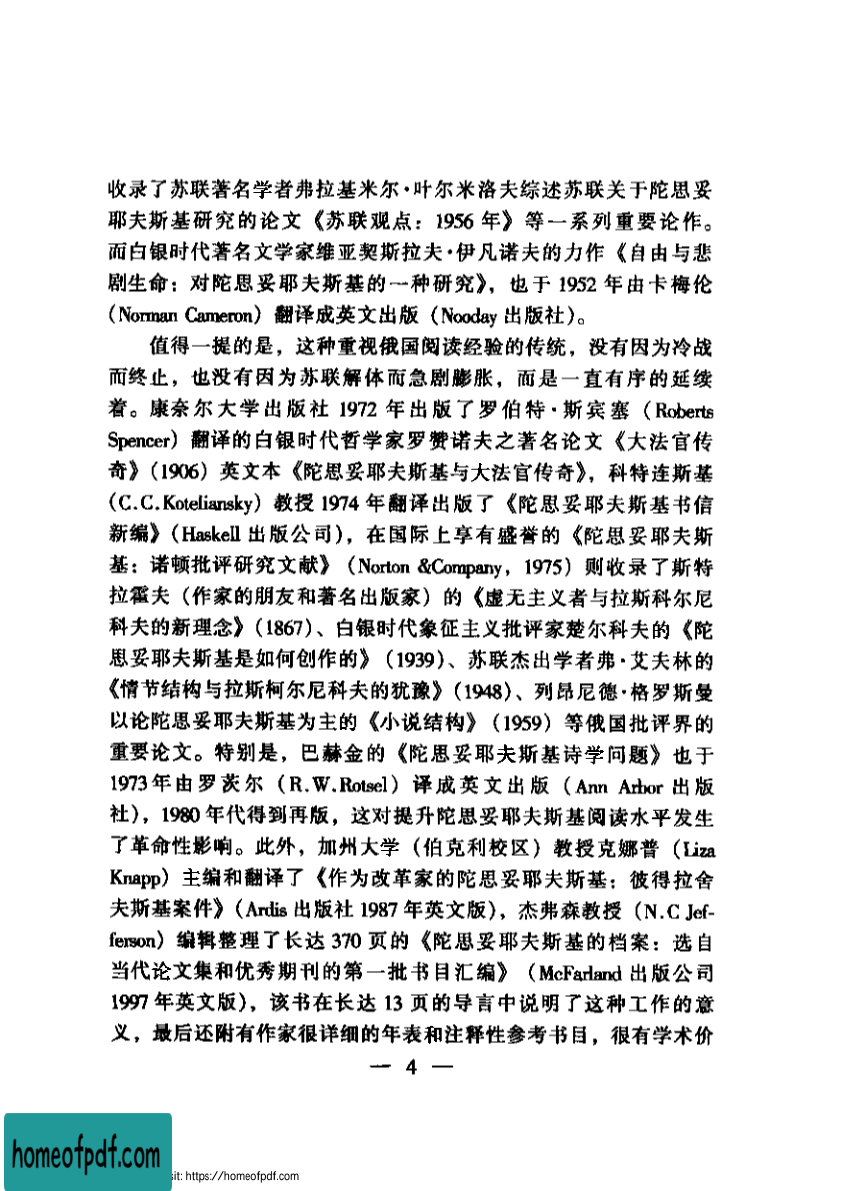 收录了苏联著名学者弗拉基米尔·叶尔米洛夫综述苏联关于陀思妥
耶夫斯基研究的论文《苏联观点：1956 年》等一系列重要论作。
而白银时代著名文学家维亚契斯拉夫·伊凡诺夫的力作《自由与悲
剧生命：对陀思妥耶夫斯基的一种研究》，也于 1952 年由卡梅伦
（Norman Cameron）翻译成英文出版（Nooday 出版社）。
值得一提的是，这种重视俄国阅读经验的传统，没有因为冷战
而终止，也没有因为苏联解体而急剧膨胀，而是一直有序的延续
着。康奈尔大学出版社 1972 年出版了罗伯特·斯宾塞（Roberts
Spencer）翻译的白银时代哲学家罗赞诺夫之著名论文《大法官传
奇》（1906）英文本《陀思妥耶夫斯基与大法官传奇》，科特连斯基
（C.C.Koteliansky）教授 1974 年翻译出版了《陀思妥耶夫斯基书信
新编》（Haskell 出版公司），在国际上享有盛誉的《陀思妥耶夫斯
基：诺顿批评研究文献》（Norton &Company，1975）则收录了斯特
拉霍夫（作家的朋友和著名出版家）的《虚无主义者与拉斯科尔尼
科夫的新理念》（1867）、白银时代象征主义批评家楚尔科夫的《陀
思妥耶夫斯基是如何创作的》（1939）、苏联杰出学者弗·艾夫林的
《情节结构与拉斯柯尔尼科夫的犹豫》（1948）、列昂尼德·格罗斯曼
以论陀思妥耶夫斯基为主的《小说结构》（1959）等俄国批评界的
重要论文。特别是，巴赫金的《陀思妥耶夫斯基诗学问题》也于
1973 年由罗茨尔（R.W.Rotsel）译成英文出版（Ann Arbor 出版
社），1980 年代得到再版，这对提升陀思妥耶夫斯基阅读水平发生
了革命性影响。此外，加州大学（伯克利校区）教授克娜普（Liza
Knapp）主编和翻译了《作为改革家的陀思妥耶夫斯基：彼得拉舍
夫斯基案件》（Ardis 出版社 1987 年英文版），杰弗森教授（N.C Jef-
ferson）编辑整理了长达 370 页的《陀思妥耶夫斯基的档案：选自
当代论文集和优秀期刊的第一批书目汇编》（McFarland 出版公司
1997 年英文版），该书在长达 13 页的导言中说明了这种工作的意
义，最后还附有作家很详细的年表和注释性参考书目，很有学术价
— 4 —
homeofpdf.com
sit: https://homeofpdf.com